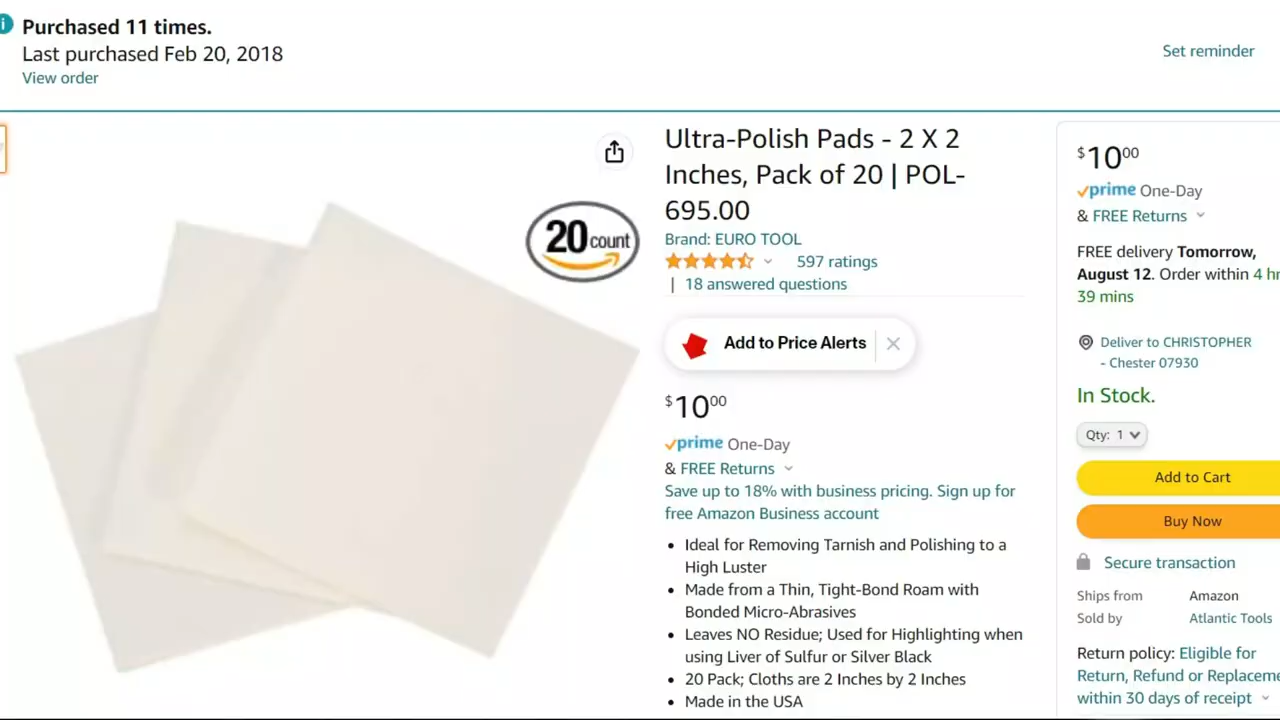 Purchased 11 times.
Last purchased Feb 20, 2018
View order
Set reminder
20 count
Ultra-Polish Pads - 2 X 2
Inches, Pack of 20 | POL-
695.00
Brand: EURO TOOL
597 ratings
| 18 answered questions
Add to Price Alerts
$10 00
prime One-Day
& FREE Returns
Save up to 18% with business pricing. Sign up for
free Amazon Business account
• Ideal for Removing Tarnish and Polishing to a
High Luster
• Made from a Thin, Tight-Bond Roam with
Bonded Micro-Abrasives
• Leaves NO Residue; Used for Highlighting when
using Liver of Sulfur or Silver Black
• 20 Pack; Cloths are 2 Inches by 2 Inches
• Made in the USA
$10 00
prime One-Day
& FREE Returns
FREE delivery Tomorrow,
August 12. Order within 4 hr
39 mins
Deliver to CHRISTOPHER
- Chester 07930
In Stock.
Qty: 1
Add to Cart
Buy Now
Secure transaction
Ships from Amazon
Sold by Atlantic Tools
Return policy: Eligible for
Return, Refund or Replaceme
within 30 days of receipt